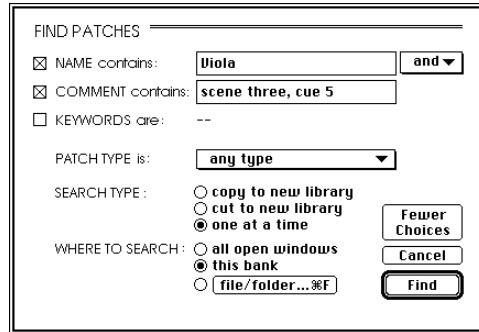 FIND PATCHES
NAME contains: Viola and
COMMENT contains: scene three, cue 5
KEYWORDS are: --
PATCH TYPE is: any type
SEARCH TYPE : copy to new library
cut to new library
one at a time
Fewer Choices
WHERE TO SEARCH : all open windows
this bank
file/folder...⌘F
Cancel
Find